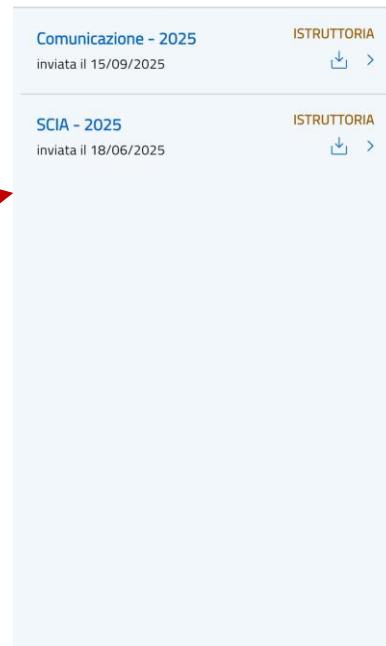 Comunicazione - 2025
ISTRUTTORIA
inviata il 15/09/2025
SCIA - 2025
ISTRUTTORIA
inviata il 18/06/2025